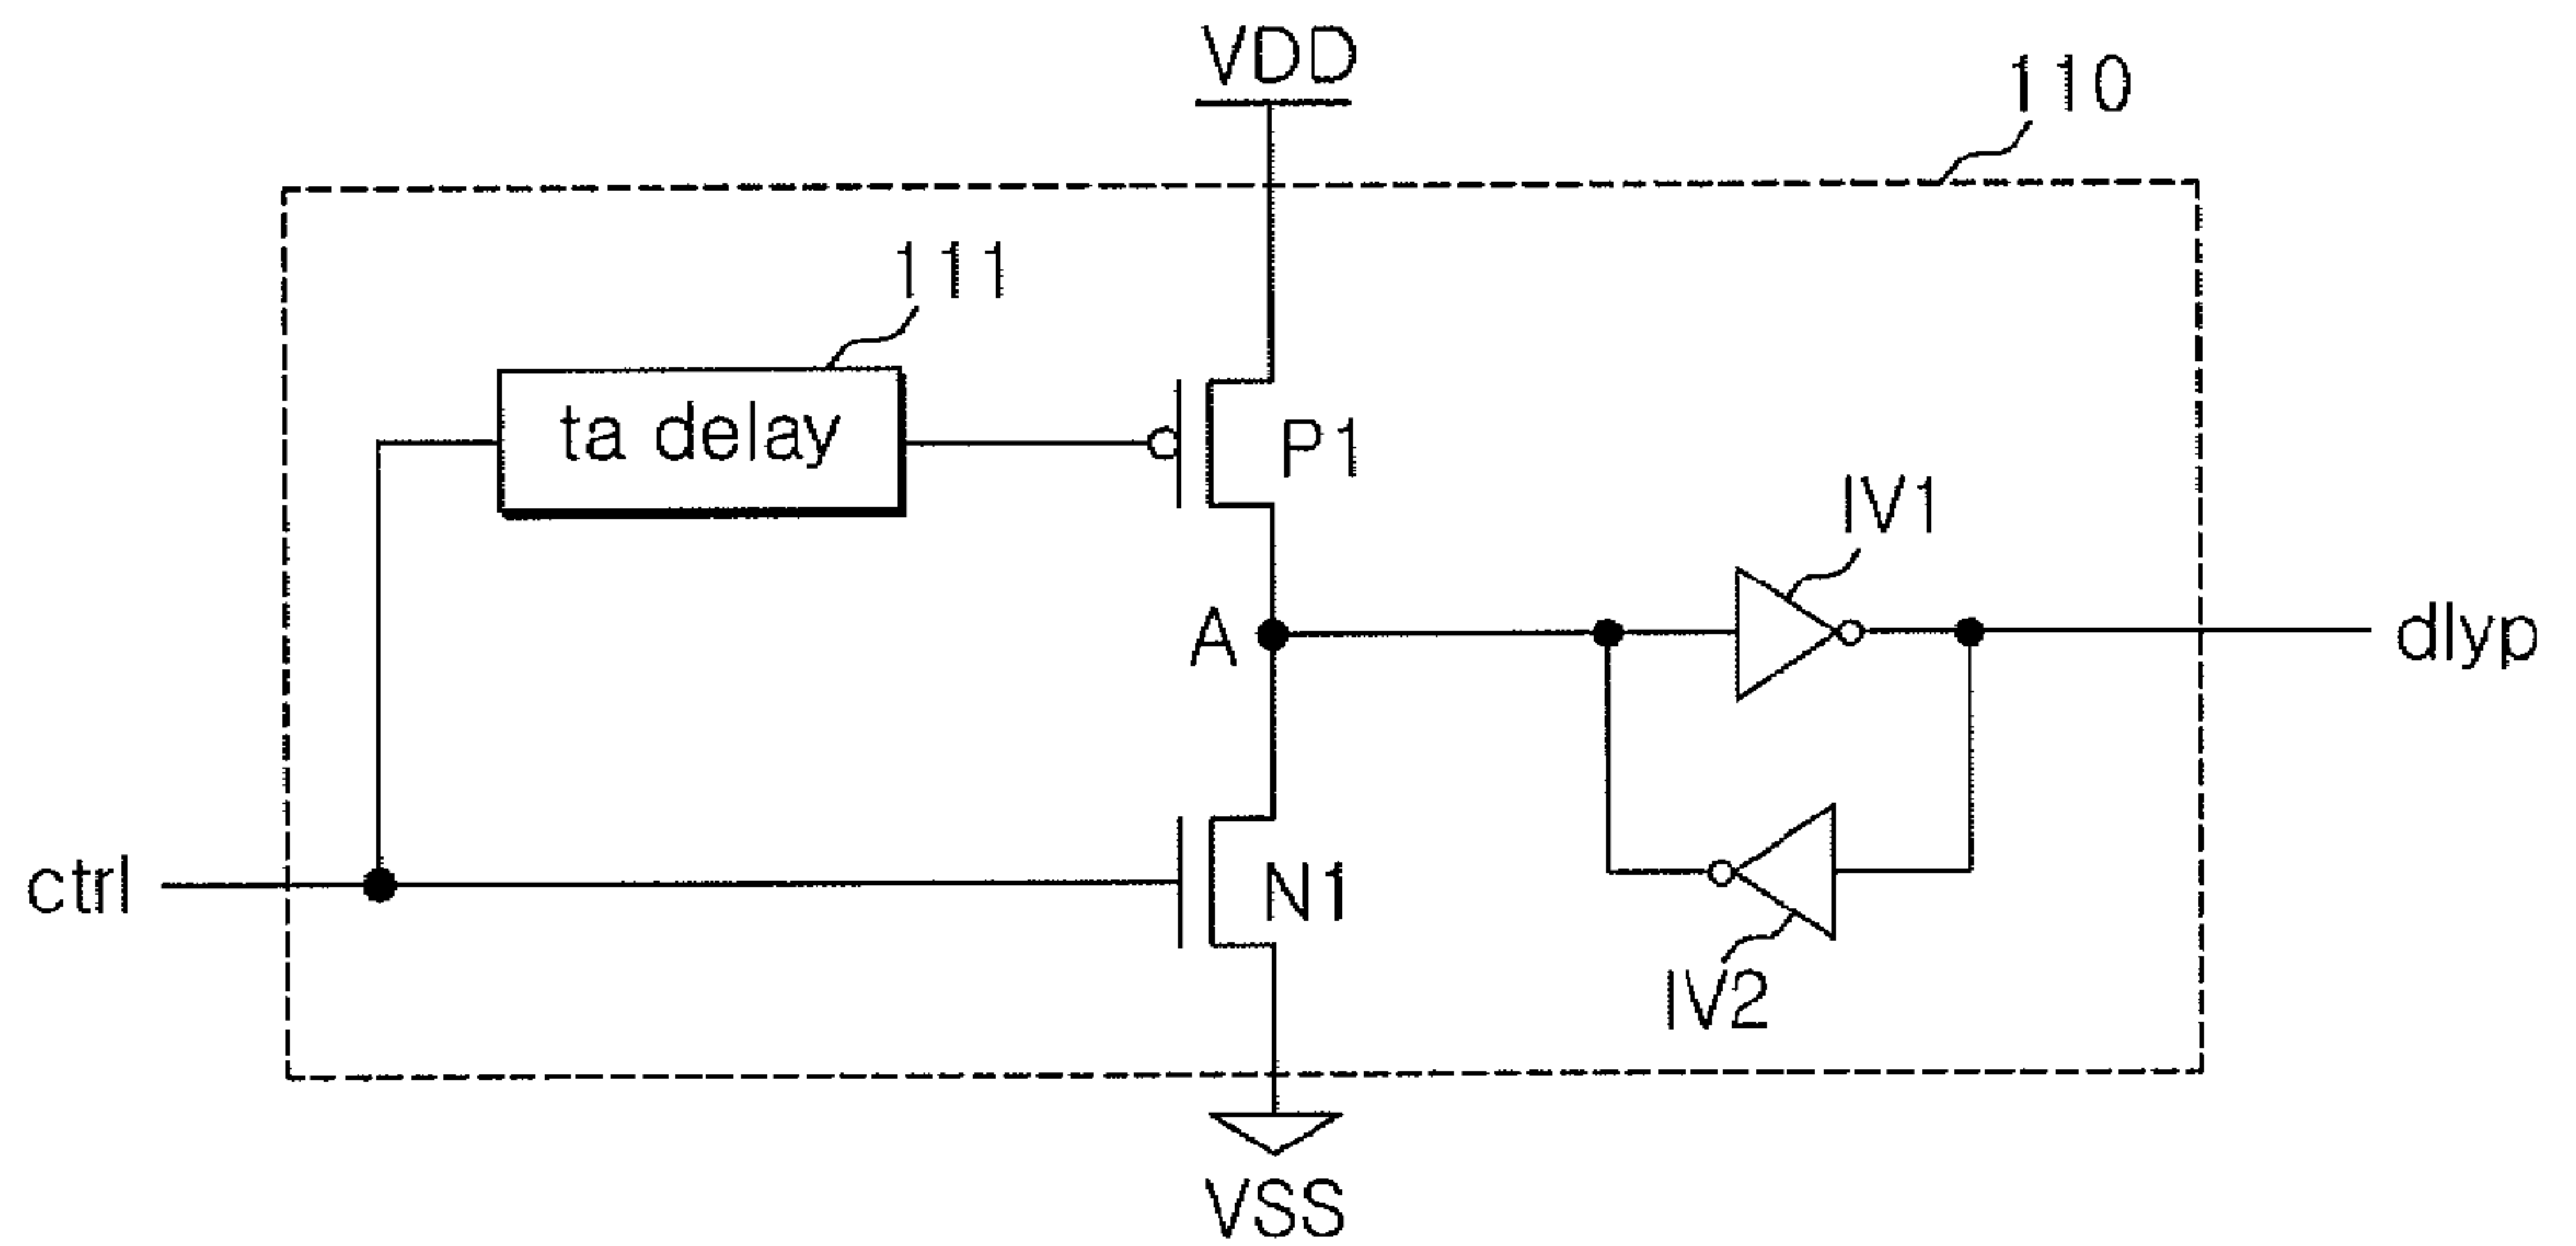 VDD
110
111
ta delay
P1
IV1
A
dlyp
ctrl
N1
IV2
VSS